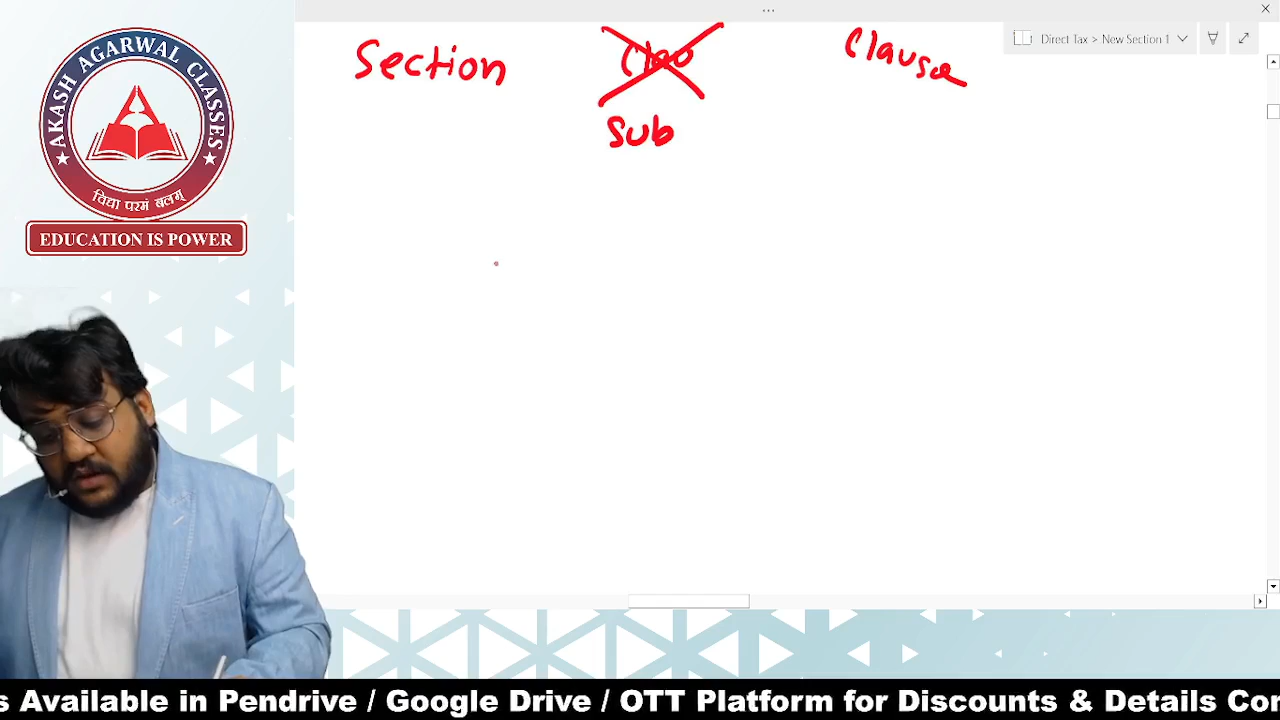 AKASH AGARWAL CLASSES
विद्या परमं बलम्
EDUCATION IS POWER
Direct Tax > New Section 1
Section
Clause
Sub
s Available in Pendrive / Google Drive / OTT Platform for Discounts & Details Con